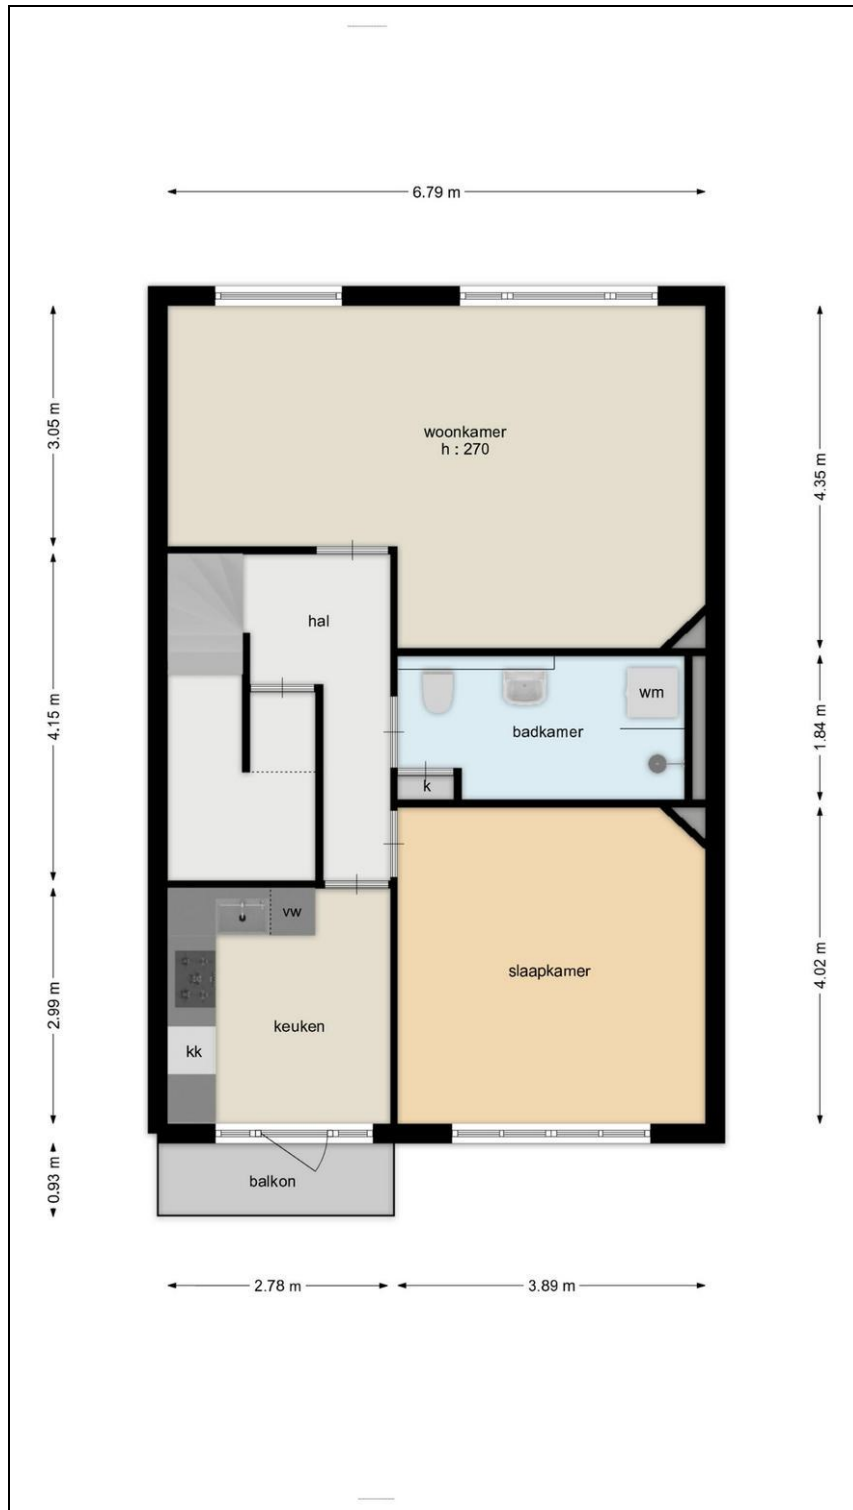 6.79 m
3.05 m
woonkamer
h : 270
4.35 m
hal
4.15 m
wm
badkamer
1.84 m
k
vw
slaapkamer
4.02 m
2.99 m
keuken
kk
0.93 m
balkon
2.78 m
3.89 m